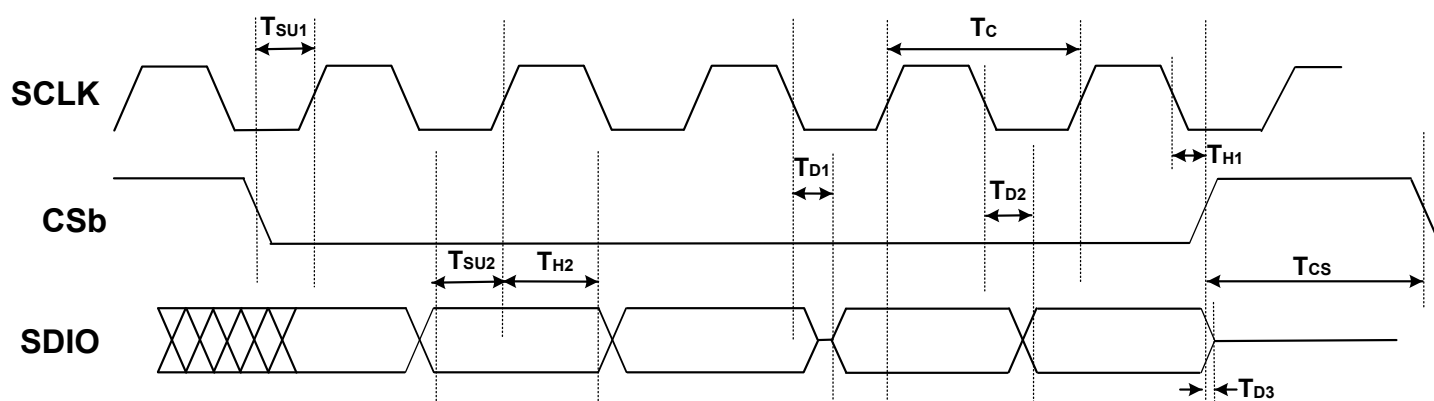 TSU1
TC
SCLK
TH1
TD1
TD2
CSb
TSU2
TH2
TCS
SDIO
TD3